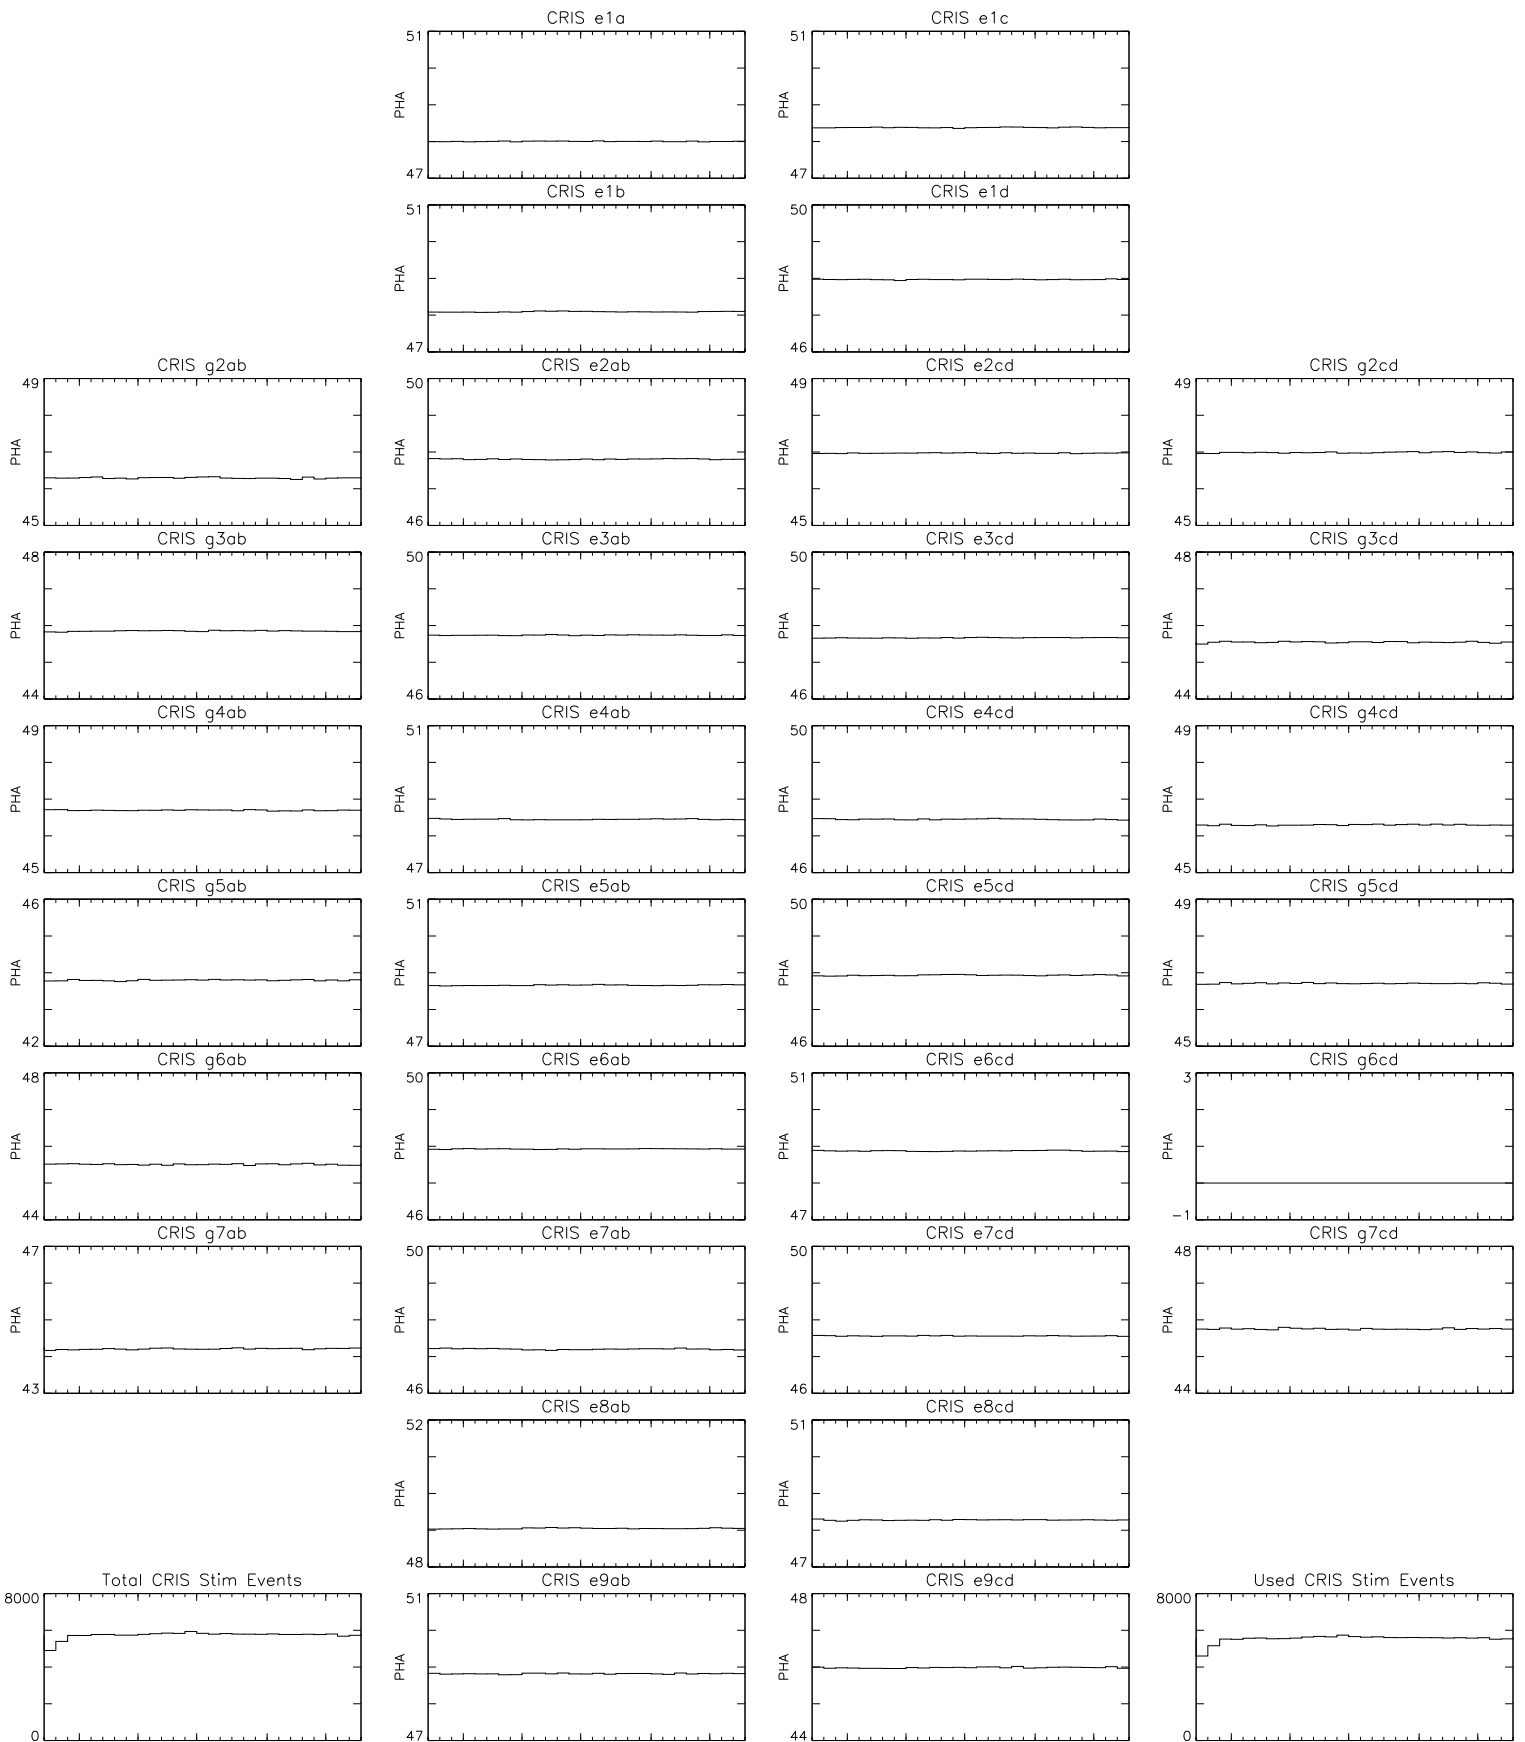 CRIS e1a
CRIS e1c
51
PHA
47
51
PHA
47
CRIS e1b
CRIS e1d
51
PHA
47
50
PHA
46
CRIS g2ab
CRIS e2ab
CRIS e2cd
CRIS g2cd
49
PHA
45
50
PHA
46
49
PHA
45
49
PHA
45
CRIS g3ab
CRIS e3ab
CRIS e3cd
CRIS g3cd
48
PHA
44
50
PHA
46
50
PHA
46
48
PHA
44
CRIS g4ab
CRIS e4ab
CRIS e4cd
CRIS g4cd
49
PHA
45
51
PHA
47
50
PHA
46
49
PHA
45
CRIS g5ab
CRIS e5ab
CRIS e5cd
CRIS g5cd
46
PHA
42
51
PHA
47
50
PHA
46
49
PHA
45
CRIS g6ab
CRIS e6ab
CRIS e6cd
CRIS g6cd
48
PHA
44
50
PHA
46
51
PHA
47
3
PHA
-1
CRIS g7ab
CRIS e7ab
CRIS e7cd
CRIS g7cd
47
PHA
43
50
PHA
46
50
PHA
46
48
PHA
44
CRIS e8ab
CRIS e8cd
52
PHA
48
51
PHA
47
Total CRIS Stim Events
CRIS e9ab
CRIS e9cd
Used CRIS Stim Events
8000
0
51
PHA
47
48
PHA
44
8000
0